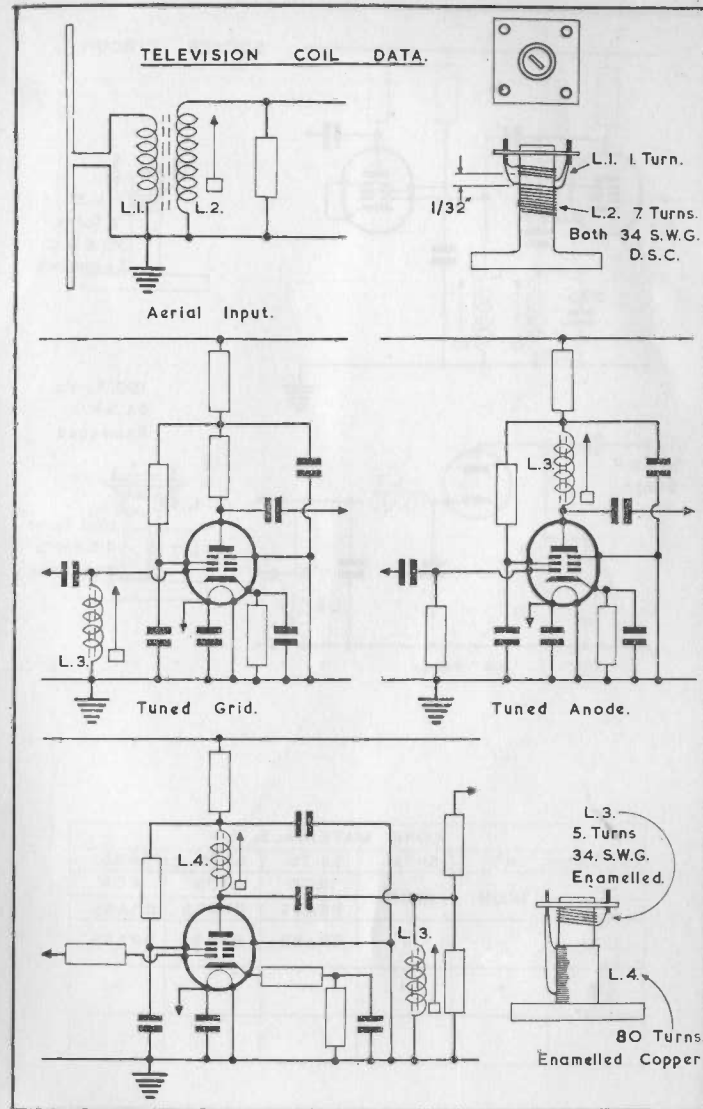 TELEVISION COIL DATA.
L.1. 1 Turn.
L.1.
L.2.
1/32"
L.2. 7 Turns.
Both 34 S.W.G.
D.S.C.
Aerial Input.
L.3.
L.3.
Tuned Grid.
Tuned Anode.
L.3.
5 Turns
34. S.W.G.
Enamelled.
L.4.
L.3.
L.4.
80 Turns
Enamelled Copper